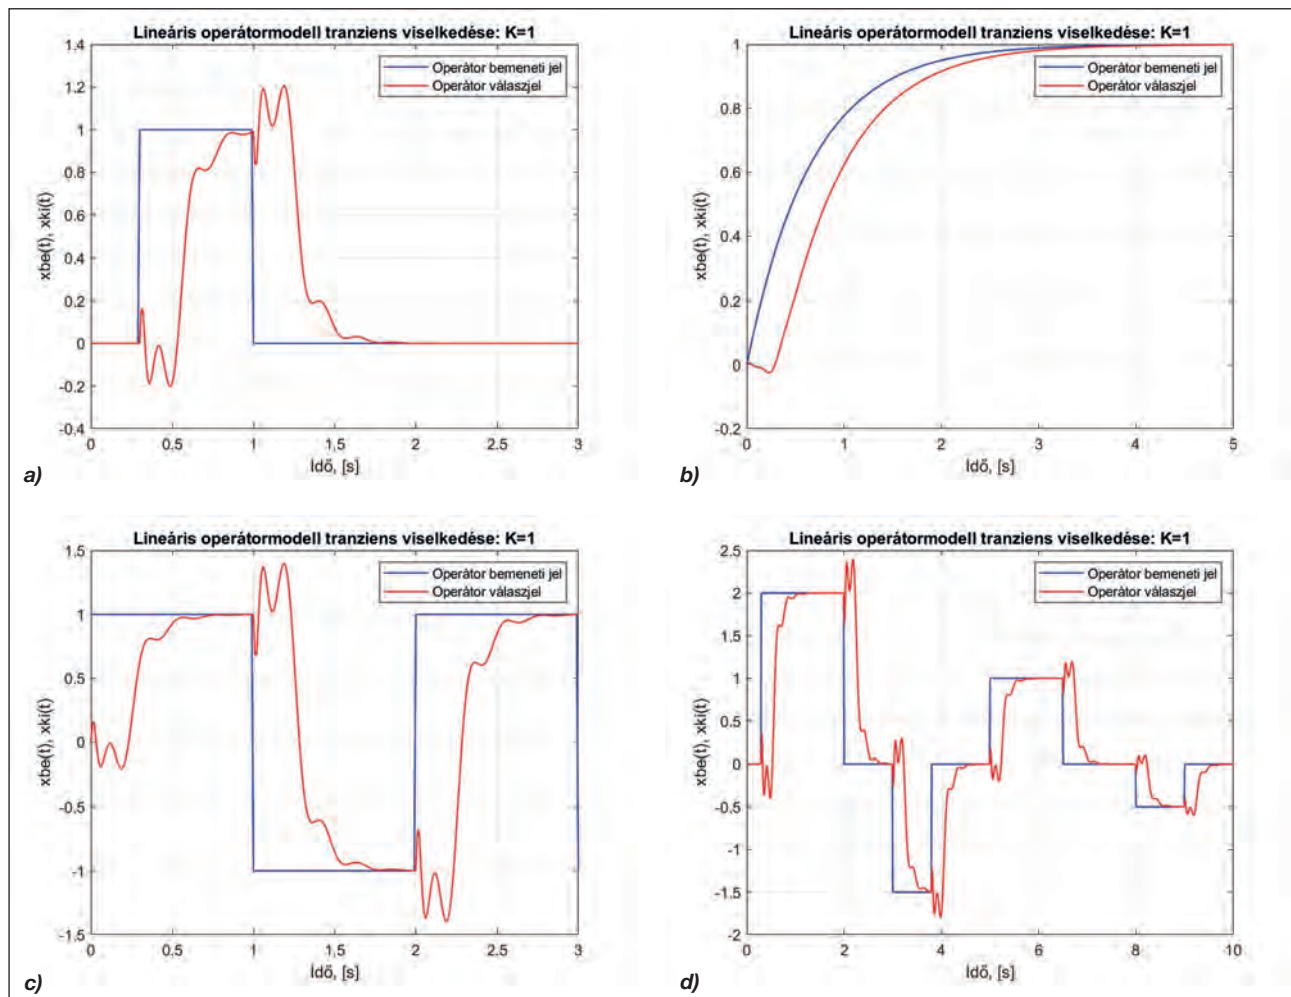 Lineáris operátormodell tranziens viselkedése: K=1
1.4
1.2
1
0.8
0.6
0.4
0.2
0
-0.2
-0.4
xbe(t), xki(t)
Operátor bemeneti jel
Operátor válaszjel
0
0,5
1
1,5
2
2,5
3
Ídő, [s]
a)
Lineáris operátormodell tranziens viselkedése: K=1
1
0.8
0.6
0.4
0.2
0
-0.2
xbe(t), xki(t)
Operátor bemeneti jel
Operátor válaszjel
0
1
2
3
4
5
Ídő, [s]
b)
Lineáris operátormodell tranziens viselkedése: K=1
1.5
1
0.5
0
-0.5
-1
-1.5
xbe(t), xki(t)
Operátor bemeneti jel
Operátor válaszjel
0
0,5
1
1,5
2
2,5
3
Ídő, [s]
c)
Lineáris operátormodell tranziens viselkedése: K=1
2.5
2
1.5
1
0.5
0
-0.5
-1
-1.5
-2
xbe(t), xki(t)
Operátor bemeneti jel
Operátor válaszjel
0
2
4
6
8
10
Ídő, [s]
d)